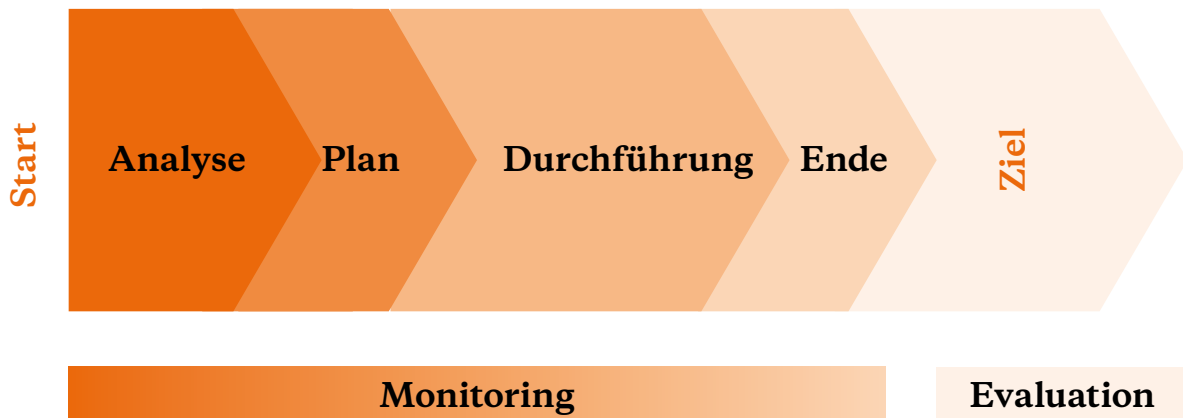 Start
Analyse
Plan
Durchführung
Ende
Ziel
Monitoring
Evaluation